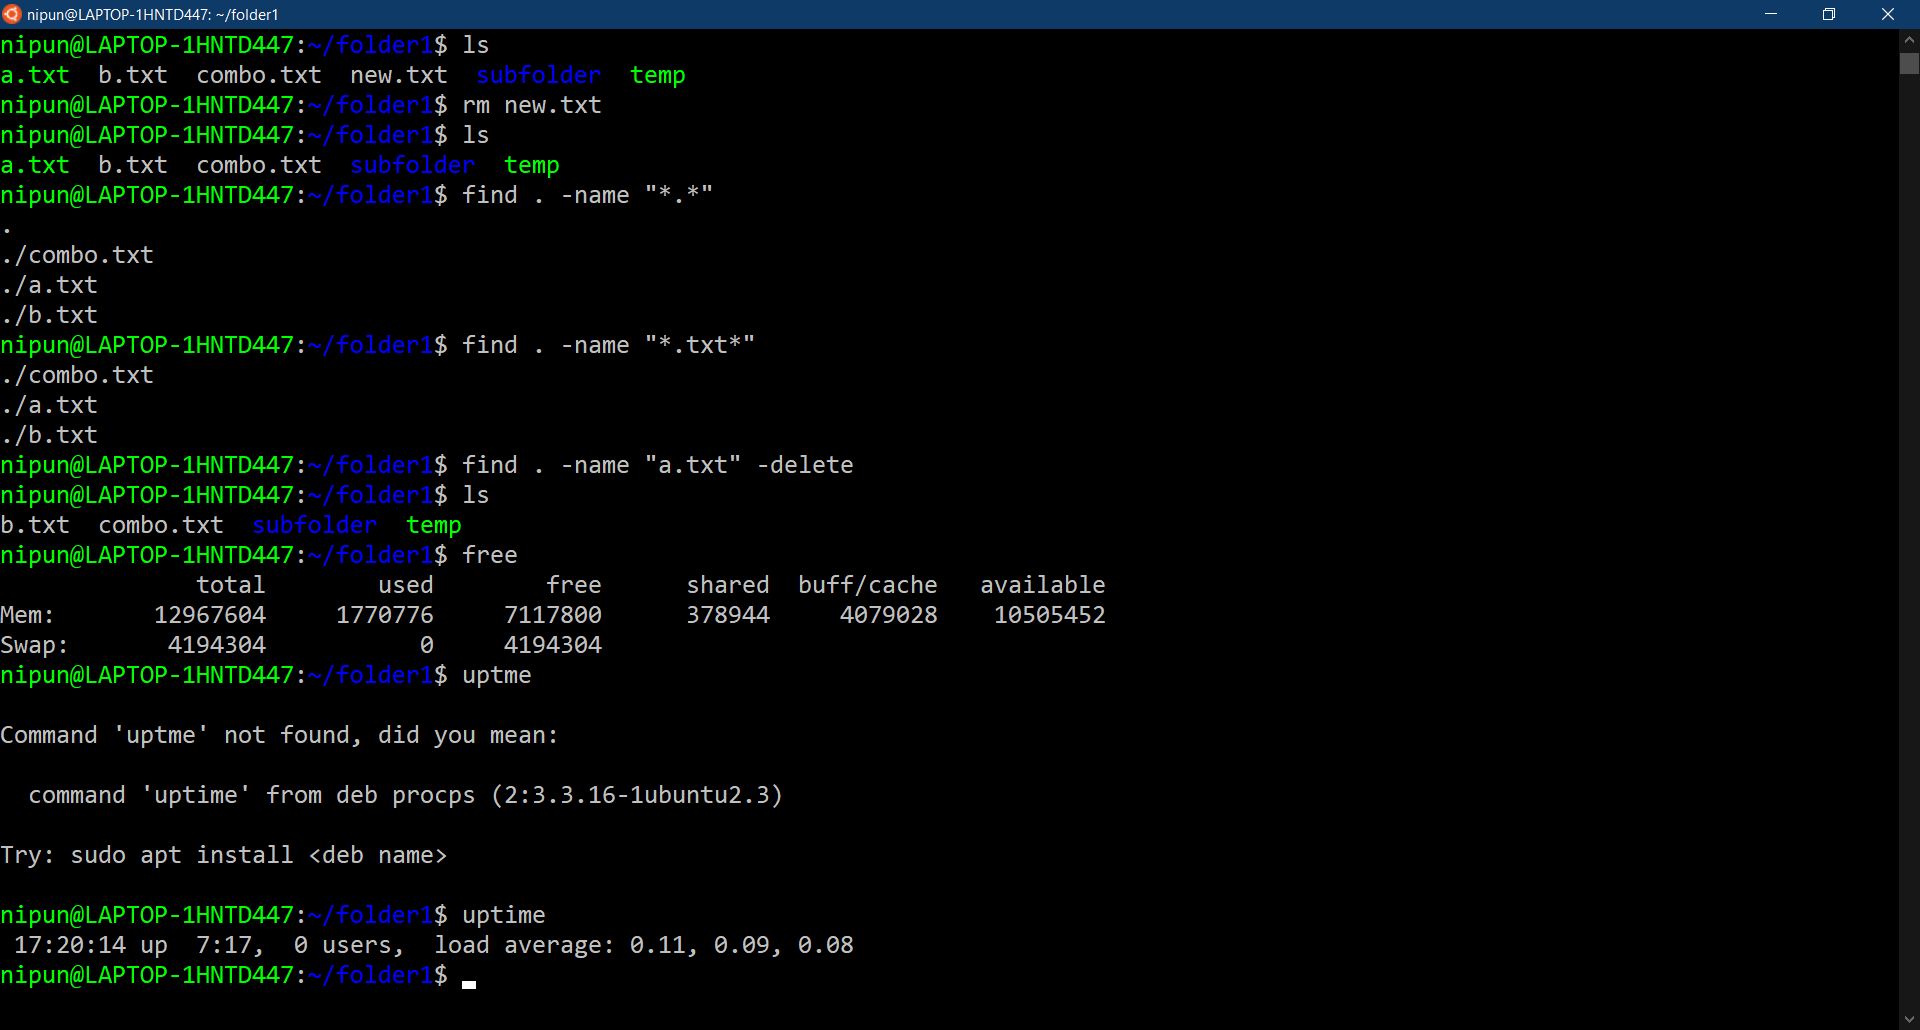 nipun@LAPTOP-1HNTD447: ~/folder1
nipun@LAPTOP-1HNTD447:~/folder1$ ls
a.txt  b.txt  combo.txt  new.txt  subfolder  temp
nipun@LAPTOP-1HNTD447:~/folder1$ rm new.txt
nipun@LAPTOP-1HNTD447:~/folder1$ ls
a.txt  b.txt  combo.txt  subfolder  temp
nipun@LAPTOP-1HNTD447:~/folder1$ find . -name "*.*"
.
./combo.txt
./a.txt
./b.txt
nipun@LAPTOP-1HNTD447:~/folder1$ find . -name "*.txt*"
./combo.txt
./a.txt
./b.txt
nipun@LAPTOP-1HNTD447:~/folder1$ find . -name "a.txt" -delete
nipun@LAPTOP-1HNTD447:~/folder1$ ls
b.txt  combo.txt  subfolder  temp
nipun@LAPTOP-1HNTD447:~/folder1$ free
              total        used        free      shared  buff/cache   available
Mem:       12967604     1770776     7117800      378944     4079028    10505452
Swap:       4194304           0     4194304
nipun@LAPTOP-1HNTD447:~/folder1$ uptme
Command 'uptme' not found, did you mean:
  command 'uptime' from deb procps (2:3.3.16-1ubuntu2.3)
Try: sudo apt install <deb name>
nipun@LAPTOP-1HNTD447:~/folder1$ uptime
 17:20:14 up  7:17,  0 users,  load average: 0.11, 0.09, 0.08
nipun@LAPTOP-1HNTD447:~/folder1$